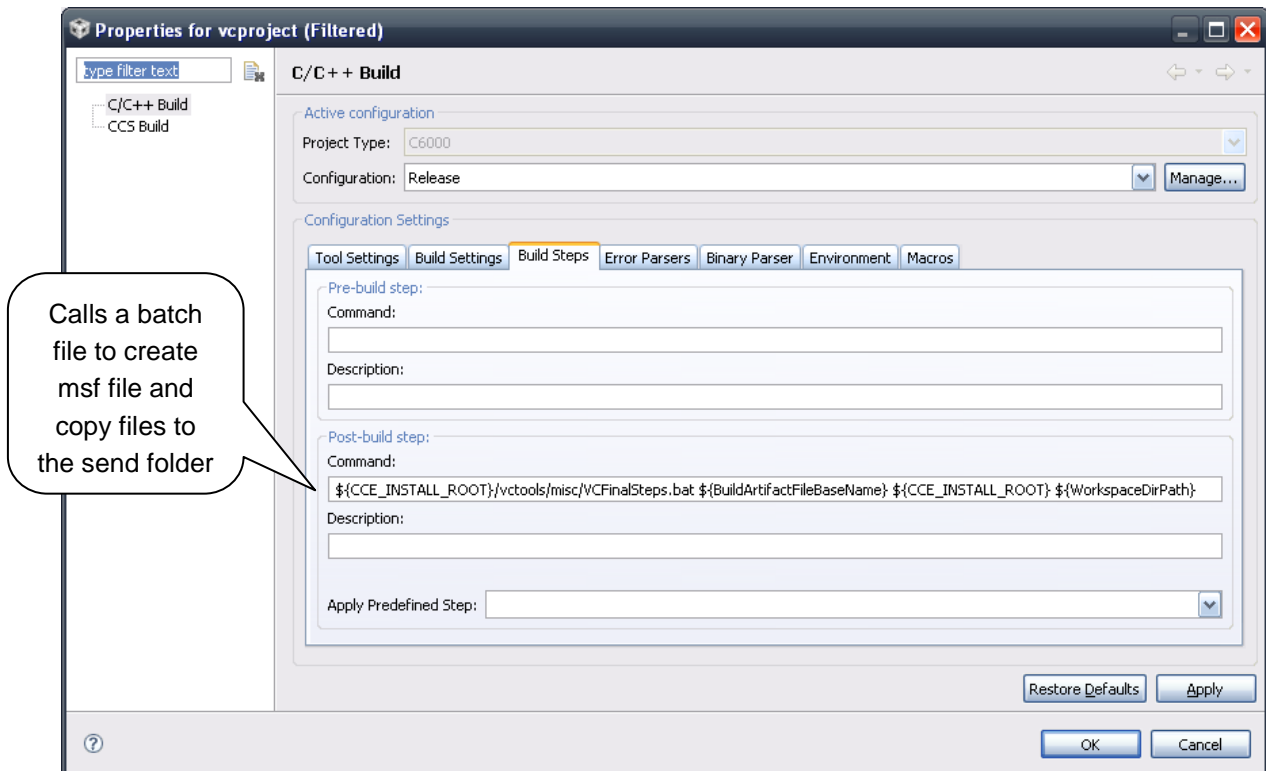 Properties for vcproject (Filtered)
type filter text
C/C++ Build
CCS Build
C/C++ Build
Active configuration
Project Type: C6000
Configuration: Release Manage...
Configuration Settings
Tool Settings Build Settings Build Steps Error Parsers Binary Parser Environment Macros
Pre-build step:
Command:
Description:
Post-build step:
Command:
${CCE_INSTALL_ROOT}/vctools/misc/VCFinalSteps.bat ${BuildArtifactFileBaseName} ${CCE_INSTALL_ROOT} ${WorkspaceDirPath}
Description:
Apply Predefined Step:
Restore Defaults Apply
? OK Cancel
Calls a batch
file to create
msf file and
copy files to
the send folder